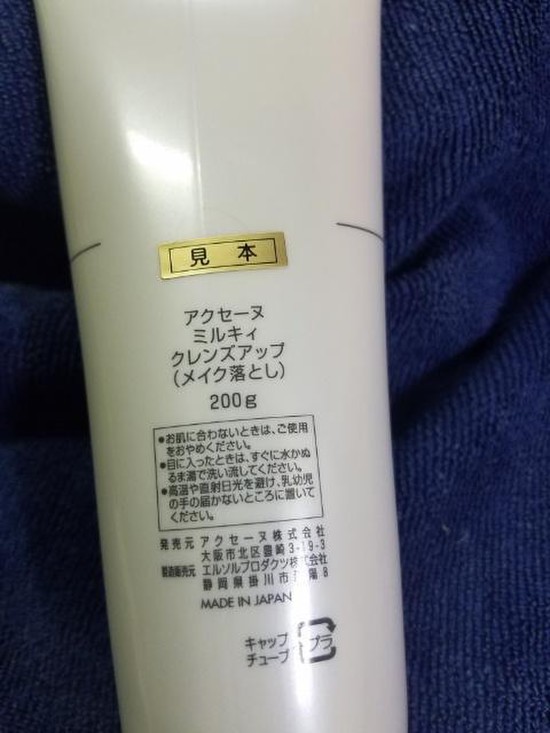 見本
アクセーヌ
ミルキィ
クレンズアップ
(メイク落とし)
200g
●お肌に合わないときは、ご使用
をおやめください。
●目に入ったときは、すぐに水かぬ
るま湯で洗い流してください。
●高温や直射日光を避け、乳幼児
の手の届かないところに置いて
ください。
発売元 アクセーヌ株式会社
大阪市北区豊崎3-19-3
製造販売元 エルソルプロダクツ株式会社
静岡県掛川市 陽8
MADE IN JAPAN
キャップ
チューブ
プラ